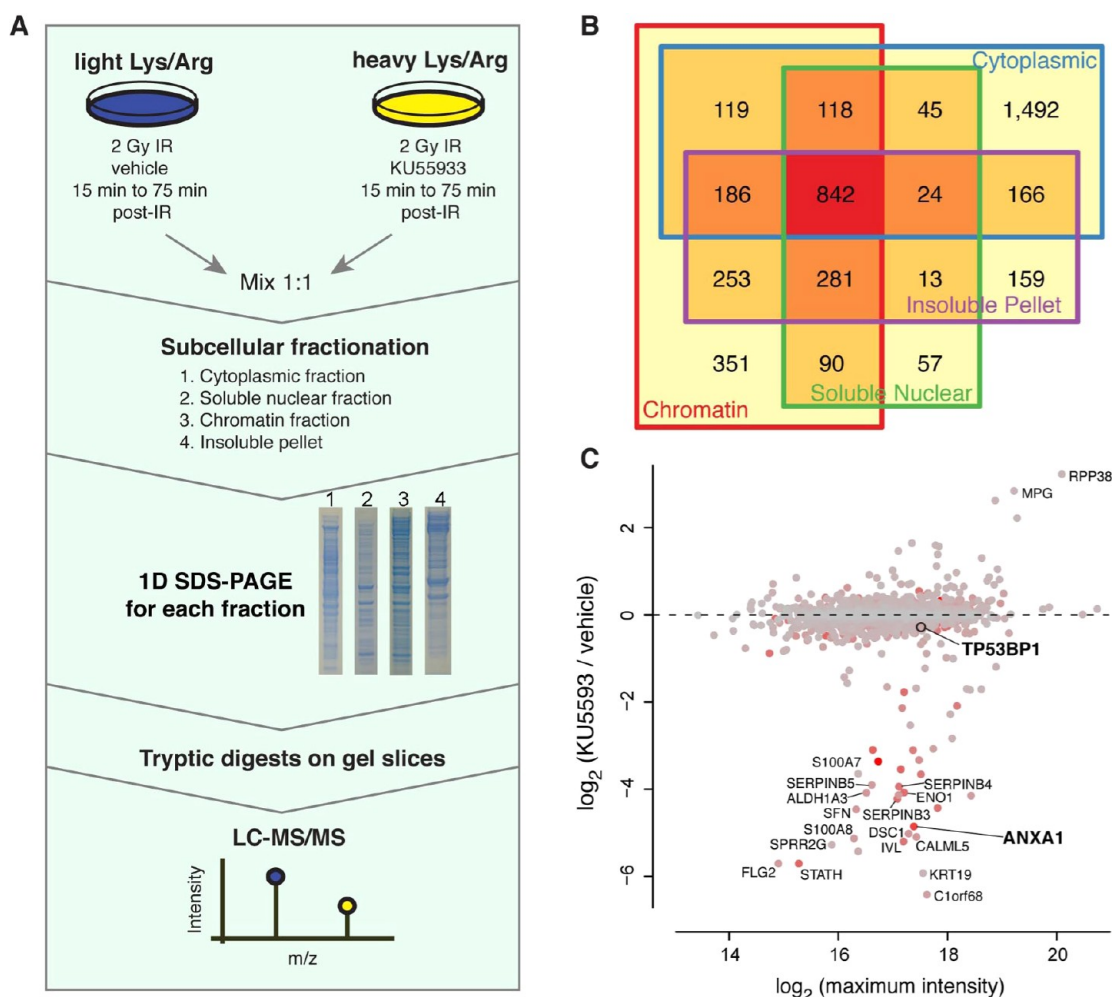 A
light Lys/Arg
heavy Lys/Arg
2 Gy IR
vehicle
15 min to 75 min
post-IR
2 Gy IR
KU55933
15 min to 75 min
post-IR
Mix 1:1
Subcellular fractionation
1. Cytoplasmic fraction
2. Soluble nuclear fraction
3. Chromatin fraction
4. Insoluble pellet
1 2 3 4
1D SDS-PAGE
for each fraction
Tryptic digests on gel slices
LC-MS/MS
Intensity
m/z
B
Cytoplasmic
119 118 45 1,492
186 842 24 166
253 281 13 159
Insoluble Pellet
351 90 57
Soluble Nuclear
Chromatin
C
RPP38
MPG
TP53BP1
S100A7
SERPINB5
SERPINB4
ALDH1A3
ENO1
SFN
SERPINB3
S100A8
DSC1
ANXA1
SPRR2G
IVL
CALML5
FLG2
STATH
KRT19
C1orf68
2
0
-2
-4
-6
log2 (KU5593 / vehicle)
14 16 18 20
log2 (maximum intensity)